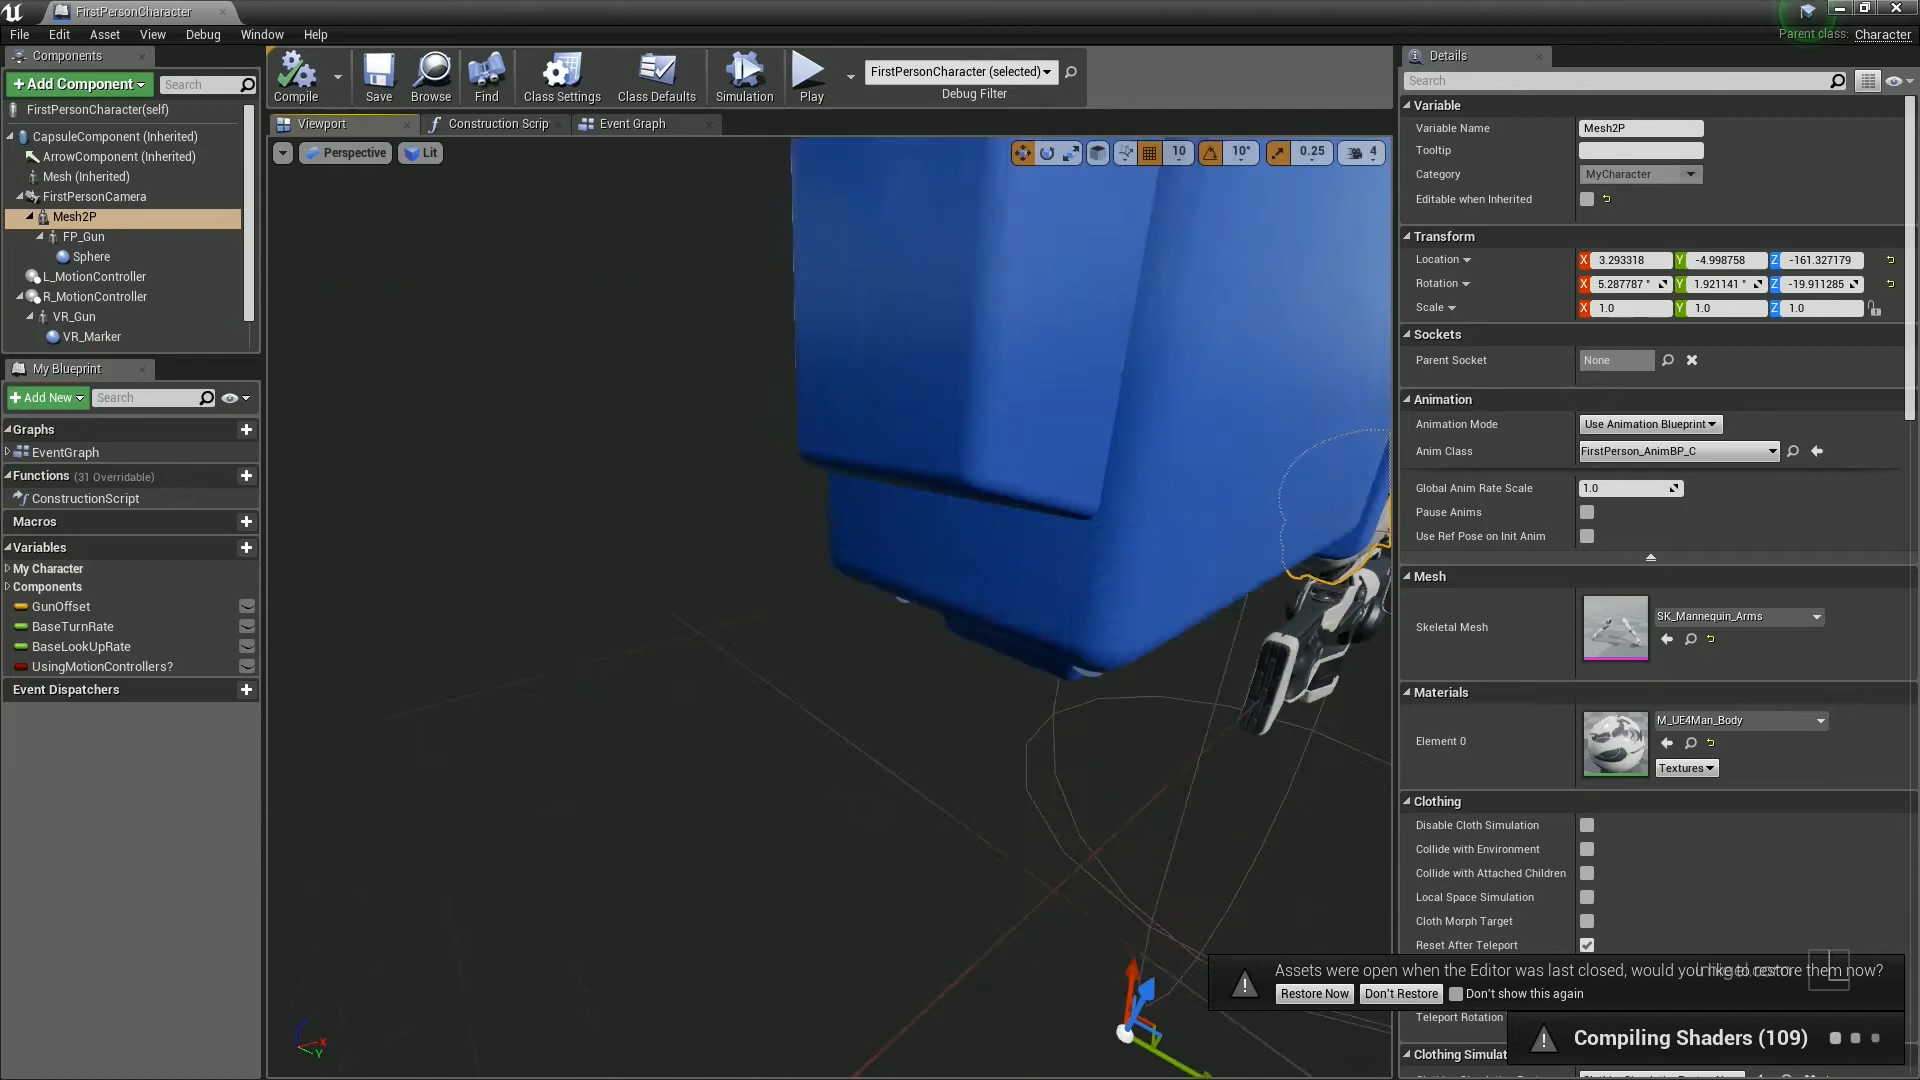 FirstPersonCharacter
File Edit Asset View Debug Window Help
Parent class: Character
Components
+Add Component
Search
FirstPersonCharacter(self)
CapsuleComponent (Inherited)
ArrowComponent (Inherited)
Mesh (Inherited)
FirstPersonCamera
Mesh2P
FP_Gun
Sphere
L_MotionController
R_MotionController
VR_Gun
VR_Marker
My Blueprint
+Add New
Search
Graphs
EventGraph
Functions (31 Overridable)
ConstructionScript
Macros
Variables
My Character
Components
GunOffset
BaseTurnRate
BaseLookUpRate
UsingMotionControllers?
Event Dispatchers
Compile Save Browse Find Class Settings Class Defaults Simulation Play
FirstPersonCharacter (selected)
Debug Filter
Viewport Construction Scrip Event Graph
Perspective Lit
10 10° 0.25 4
X
Y
Details
Search
Variable
Variable Name Mesh2P
Tooltip
Category MyCharacter
Editable when Inherited
Transform
Location X 3.293318 Y -4.998758 Z -161.327179
Rotation X 5.287787 ° Y 1.921141 ° Z -19.911285
Scale X 1.0 Y 1.0 Z 1.0
Sockets
Parent Socket None
Animation
Animation Mode Use Animation Blueprint
Anim Class FirstPerson_AnimBP_C
Global Anim Rate Scale 1.0
Pause Anims
Use Ref Pose on Init Anim
Mesh
Skeletal Mesh SK_Mannequin_Arms
Materials
Element 0 M_UE4Man_Body
Textures
Clothing
Disable Cloth Simulation
Collide with Environment
Collide with Attached Children
Local Space Simulation
Cloth Morph Target
Reset After Teleport
Assets were open when the Editor was last closed, would you like to restore them now?
Restore Now Don't Restore Don't show this again
Teleport Rotation
Compiling Shaders (109)
Clothing Simulat